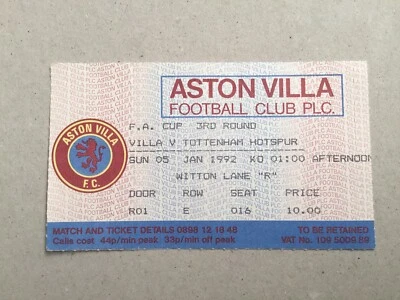 ASTON VILLA
FOOTBALL CLUB PLC.
ASTON VILLA
F.C.
F.A. CUP 3RD ROUND
VILLA V TOTTENHAM HOTSPUR
SUN 05 JAN 1992 KO 01:00 AFTERNOON
WITTON LANE "R"
DOOR ROW SEAT PRICE
R01 E 016 10.00
MATCH AND TICKET DETAILS 0898 12 18 48
Calls cost 44p/min peak 33p/min off peak
TO BE RETAINED
VAT No. 109 5009 89